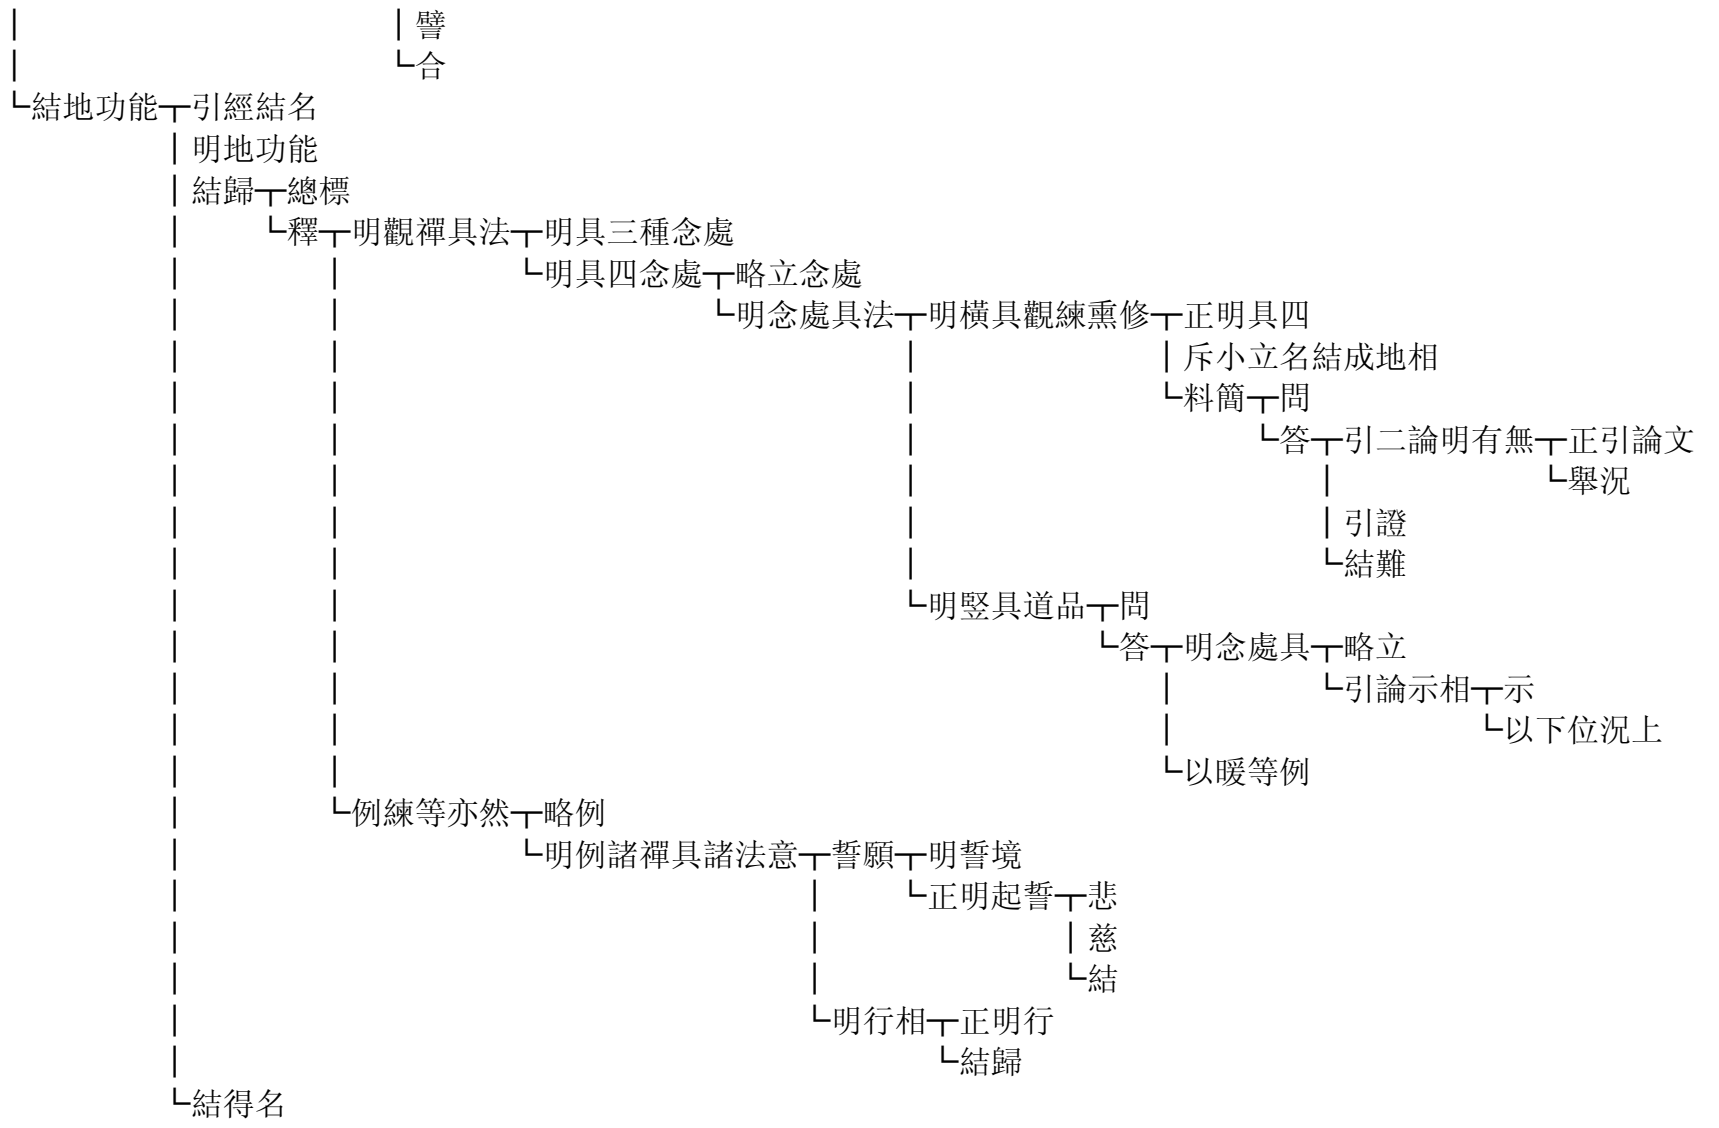 │　　　　　　　　　　　│譬
│　　　　　　　　　　　└合
└結地功能┬引經結名
│明地功能
│結歸┬總標
│　　└釋┬明觀禪具法┬明具三種念處
│　　　　│　　　　　└明具四念處┬略立念處
│　　　　│　　　　　　　　　　　└明念處具法┬明橫具觀練熏修┬正明具四
│　　　　│　　　　　　　　　　　　　　　　　│　　　　　　　│斥小立名結成地相
│　　　　│　　　　　　　　　　　　　　　　　│　　　　　　　└料簡┬問
│　　　　│　　　　　　　　　　　　　　　　　│　　　　　　　　　　└答┬引二論明有無┬正引論文
│　　　　│　　　　　　　　　　　　　　　　　│　　　　　　　　　　　　│　　　　　　└舉況
│　　　　│　　　　　　　　　　　　　　　　　│　　　　　　　　　　　　│引證
│　　　　│　　　　　　　　　　　　　　　　　│　　　　　　　　　　　　└結難
│　　　　│　　　　　　　　　　　　　　　　　└明竪具道品┬問
│　　　　│　　　　　　　　　　　　　　　　　　　　　　　└答┬明念處具┬略立
│　　　　│　　　　　　　　　　　　　　　　　　　　　　　　　│　　　　└引論示相┬示
│　　　　│　　　　　　　　　　　　　　　　　　　　　　　　　│　　　　　　　　　└以下位況上
│　　　　│　　　　　　　　　　　　　　　　　　　　　　　　　└以暖等例
│　　　　└例練等亦然┬略例
│　　　　　　　　　　└明例諸禪具諸法意┬誓願┬明誓境
│　　　　　　　　　　　　　　　　　　　│　　└正明起誓┬悲
│　　　　　　　　　　　　　　　　　　　│　　　　　　　│慈
│　　　　　　　　　　　　　　　　　　　│　　　　　　　└結
│　　　　　　　　　　　　　　　　　　　└明行相┬正明行
│　　　　　　　　　　　　　　　　　　　　　　　└結歸
└結得名